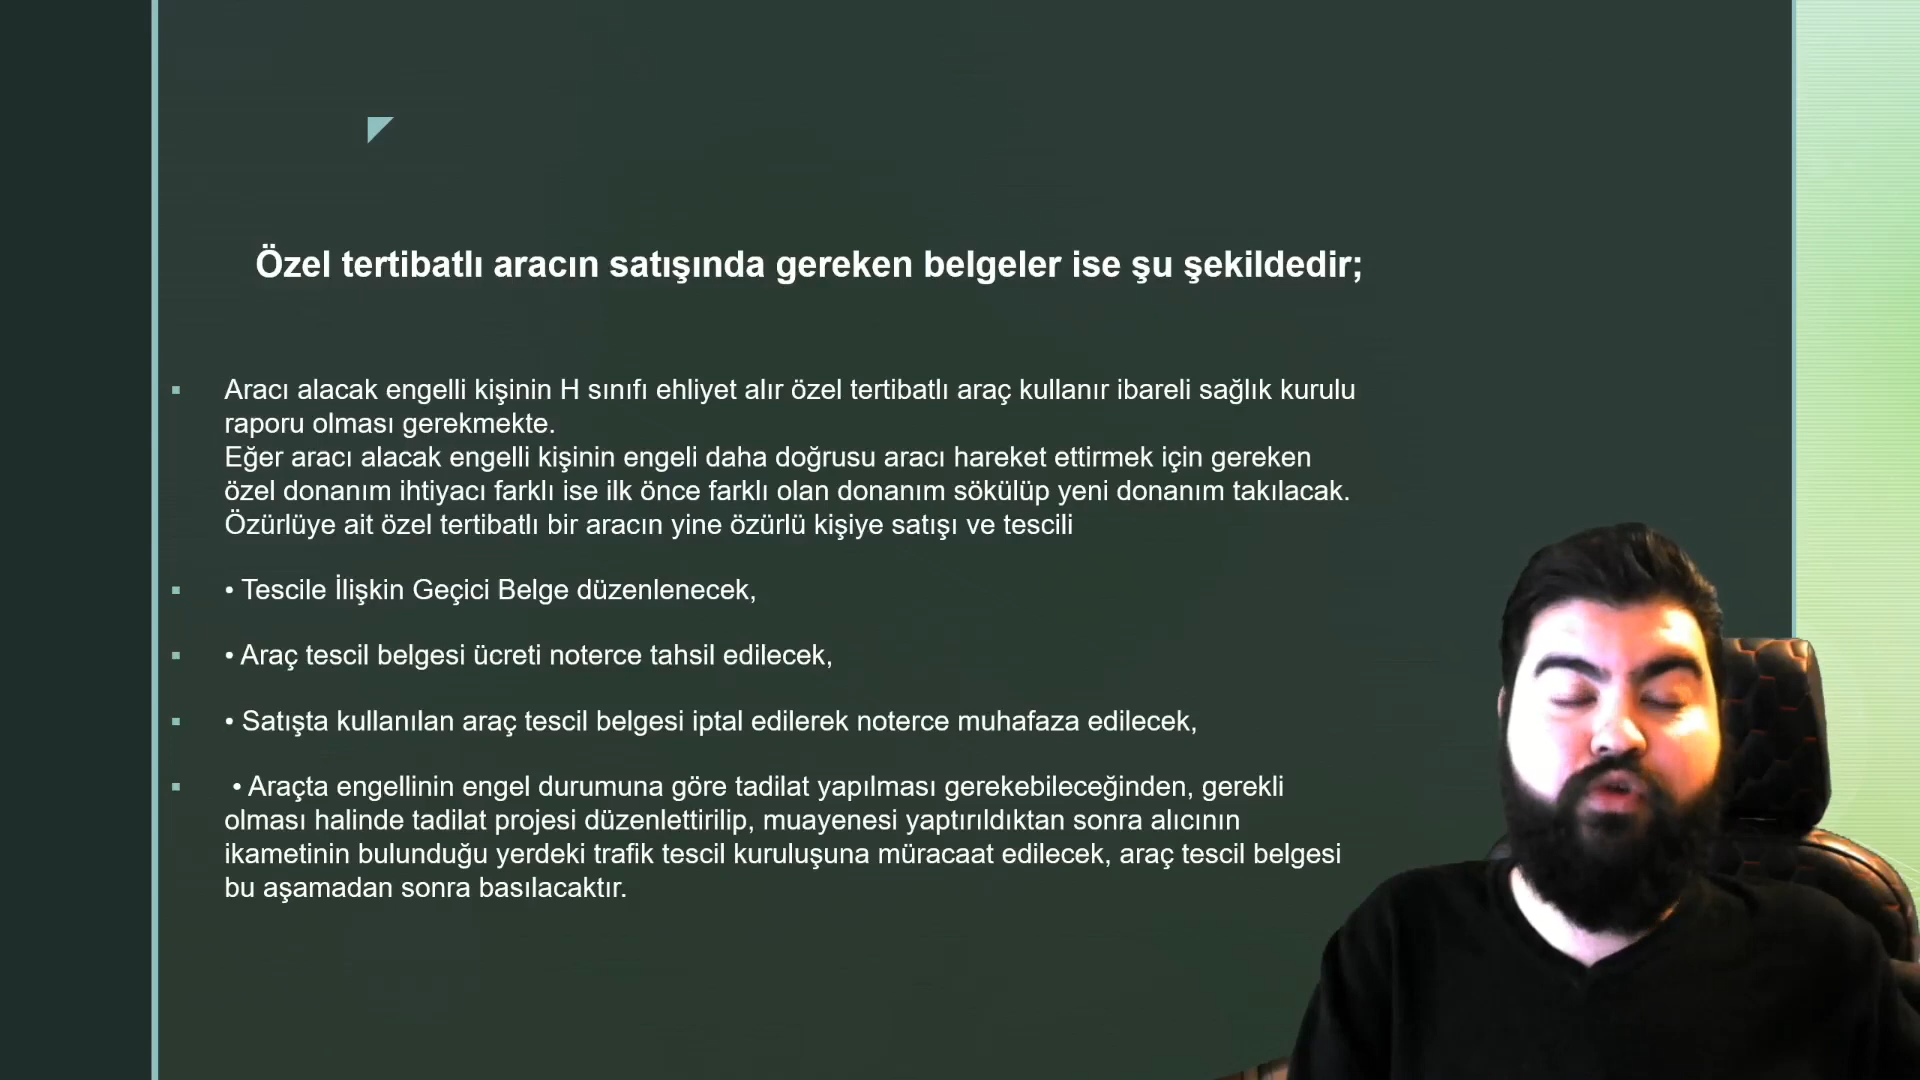 Özel tertibatlı aracın satışında gereken belgeler ise şu şekildedir;
Aracı alacak engelli kişinin H sınıfı ehliyet alır özel tertibatlı araç kullanır ibareli sağlık kurulu
raporu olması gerekmekte.
Eğer aracı alacak engelli kişinin engeli daha doğrusu aracı hareket ettirmek için gereken
özel donanım ihtiyacı farklı ise ilk önce farklı olan donanım sökülüp yeni donanım takılacak.
Özürlüye ait özel tertibatlı bir aracın yine özürlü kişiye satışı ve tescili
• Tescile İlişkin Geçici Belge düzenlenecek,
• Araç tescil belgesi ücreti noterce tahsil edilecek,
• Satışta kullanılan araç tescil belgesi iptal edilerek noterce muhafaza edilecek,
• Araçta engellinin engel durumuna göre tadilat yapılması gerekebileceğinden, gerekli
olması halinde tadilat projesi düzenlettirilip, muayenesi yaptırıldıktan sonra alıcının
ikametinin bulunduğu yerdeki trafik tescil kuruluşuna müracaat edilecek, araç tescil belgesi
bu aşamadan sonra basılacaktır.